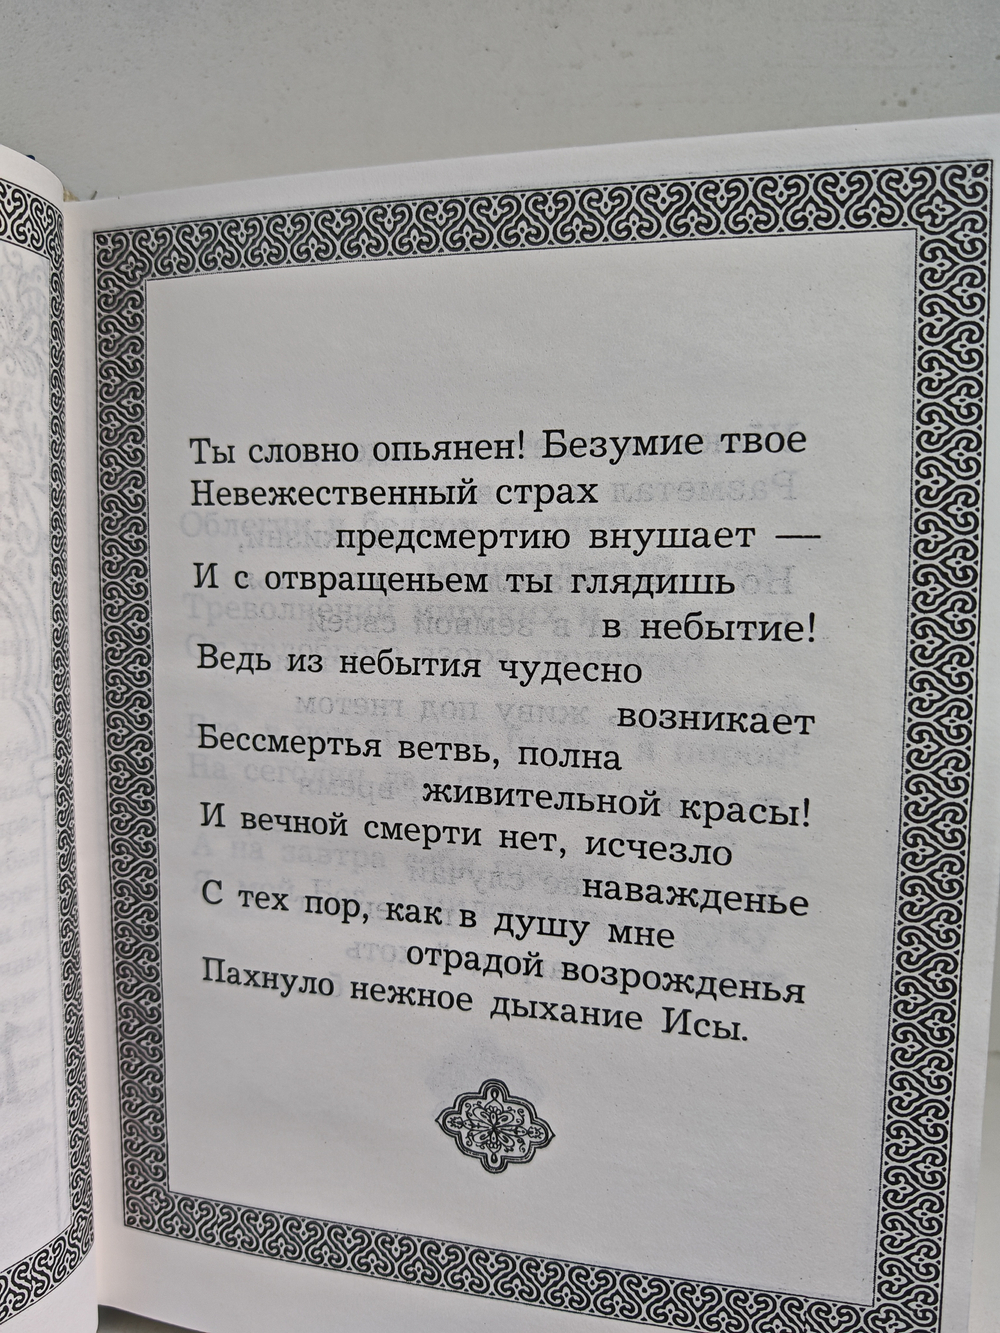 Ты словно опьянен! Безумие твое
Невежественный страх
предсмертию внушает —
И с отвращеньем ты глядишь
в небытие!
Ведь из небытия чудесно
возникает
Бессмертья ветвь, полна
живительной красы!
И вечной смерти нет, исчезло
наважденье
С тех пор, как в душу мне
отрадой возрожденья
Пахнуло нежное дыхание Исы.